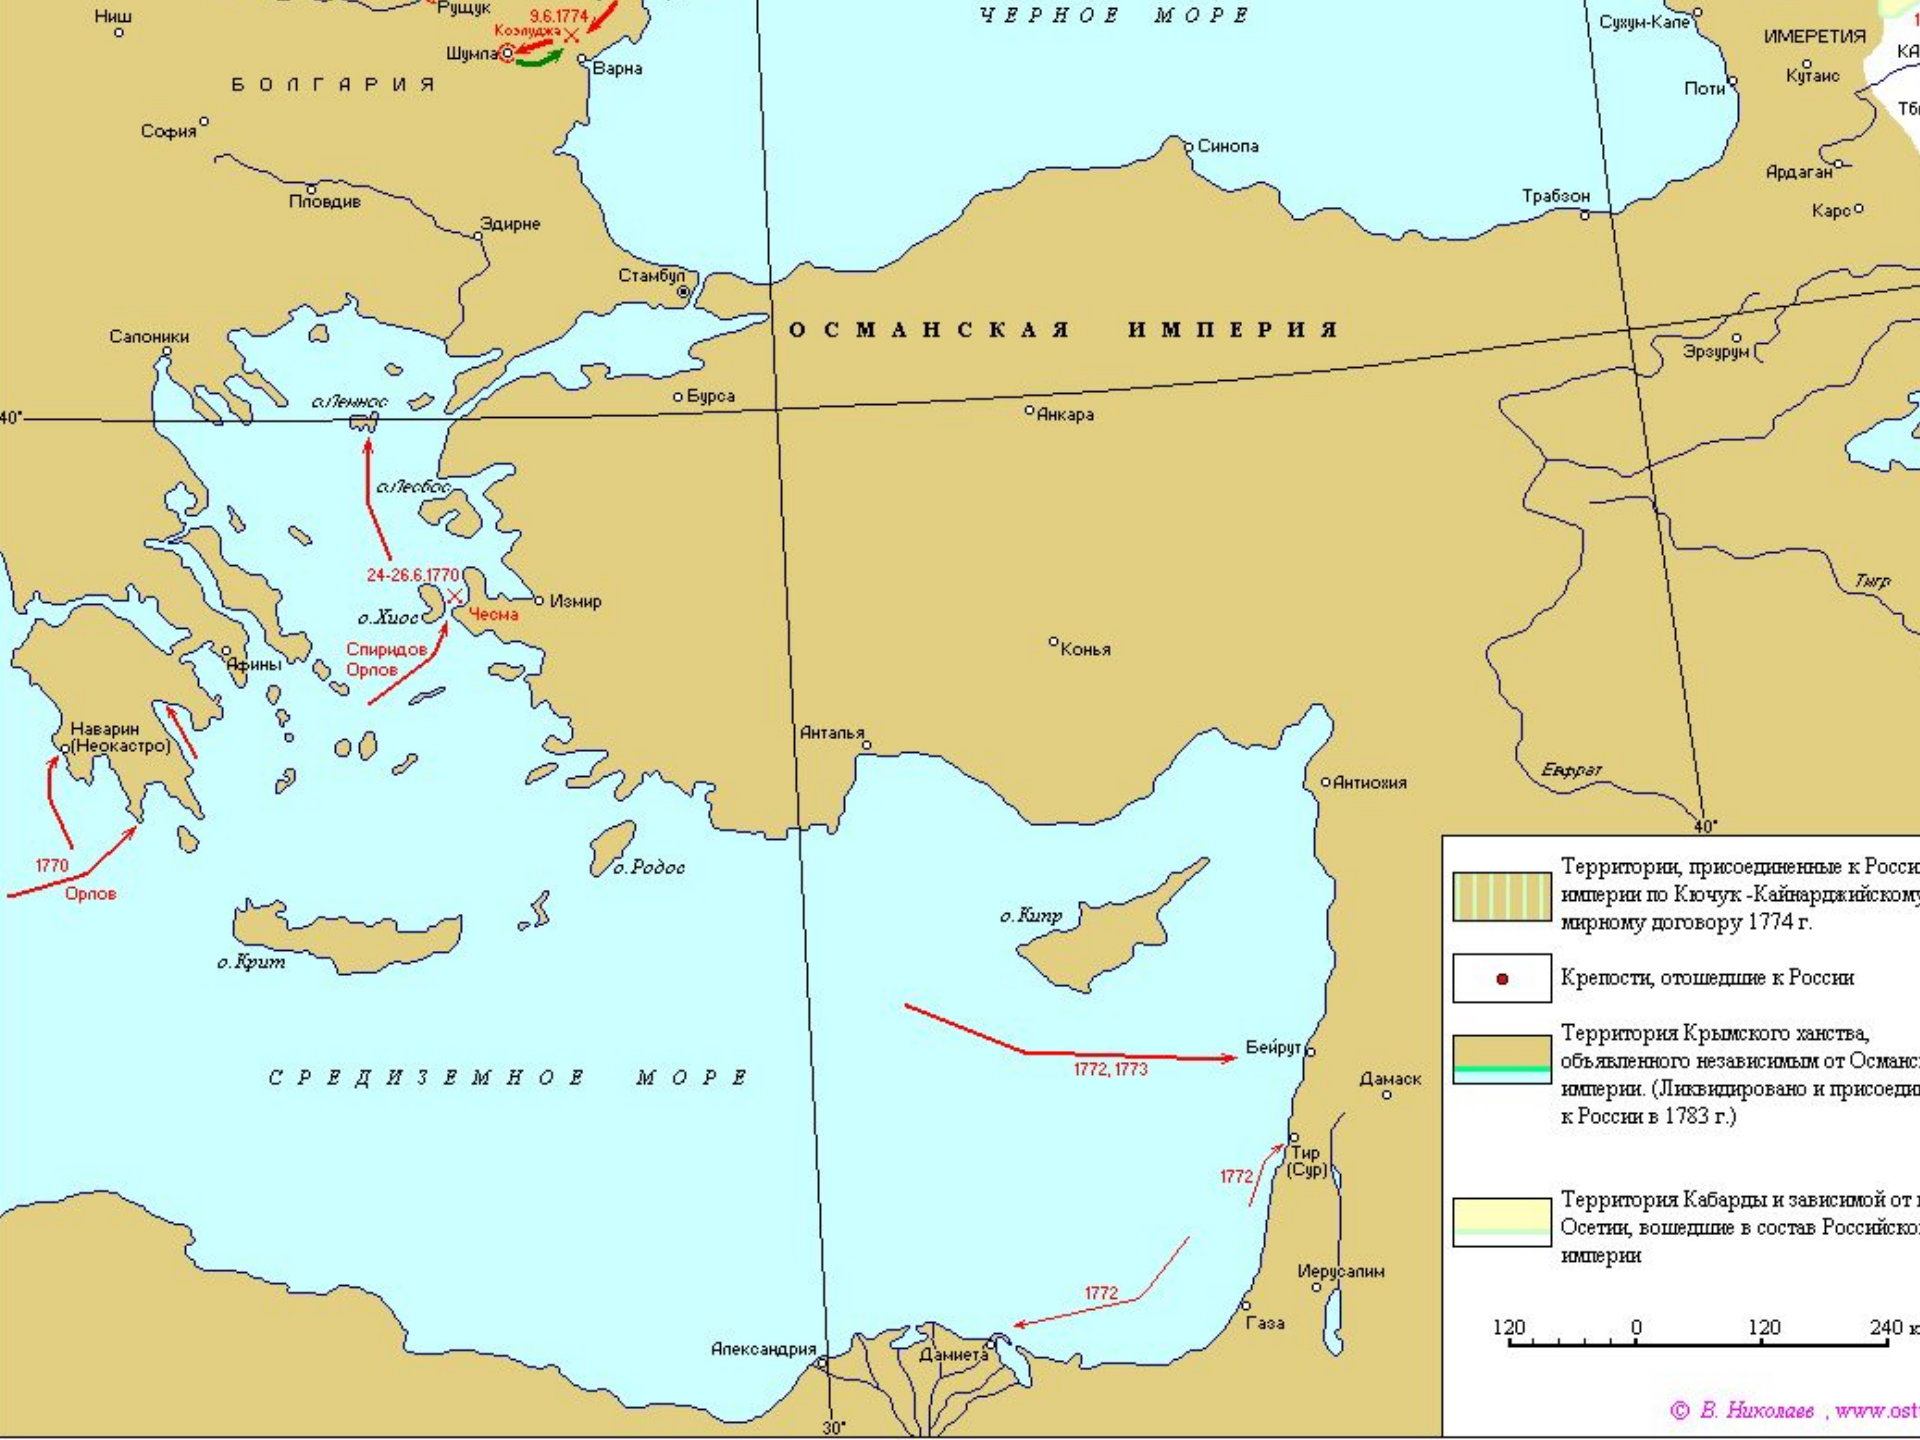 Ниш
Рущук
9.6.1774
Козлуджа
Шумла
Варна
БОЛГАРИЯ
София
Пловдив
Эдирне
Стамбул
Салоники
ЧЕРНОЕ МОРЕ
Синопа
Трабзон
Сухум-Кале
ИМЕРЕТИЯ
Кутаис
Поти
Ардаган
Карс
ОСМАНСКАЯ ИМПЕРИЯ
Эрзурум
Бурса
Анкара
40°
о.Лемнос
о.Лесбос
24-26.6.1770
о.Хиос
Чесма
Измир
Спиридов
Орлов
Афины
Наварин
(Неокастро)
1770
Орлов
Конья
Анталья
Антиохия
Тигр
Евфрат
40°
о.Родос
о.Крит
о.Кипр
СРЕДИЗЕМНОЕ МОРЕ
1772, 1773
Бейрут
Дамаск
1772
Тир
(Сур)
1772
Иерусалим
Газа
Александрия
Дамиета
30°
Территории, присоединенные к Росси
империи по Кючук -Кайнарджийскому
мирному договору 1774 г.
Крепости, отошедшие к России
Территория Крымского ханства,
объявленного независимым от Османс
империи. (Ликвидировано и присоеди
к России в 1783 г.)
Территория Кабарды и зависимой от
Осетии, вошедшие в состав Российско
империи
120 0 120 240 к
© В. Николаев , www.ost